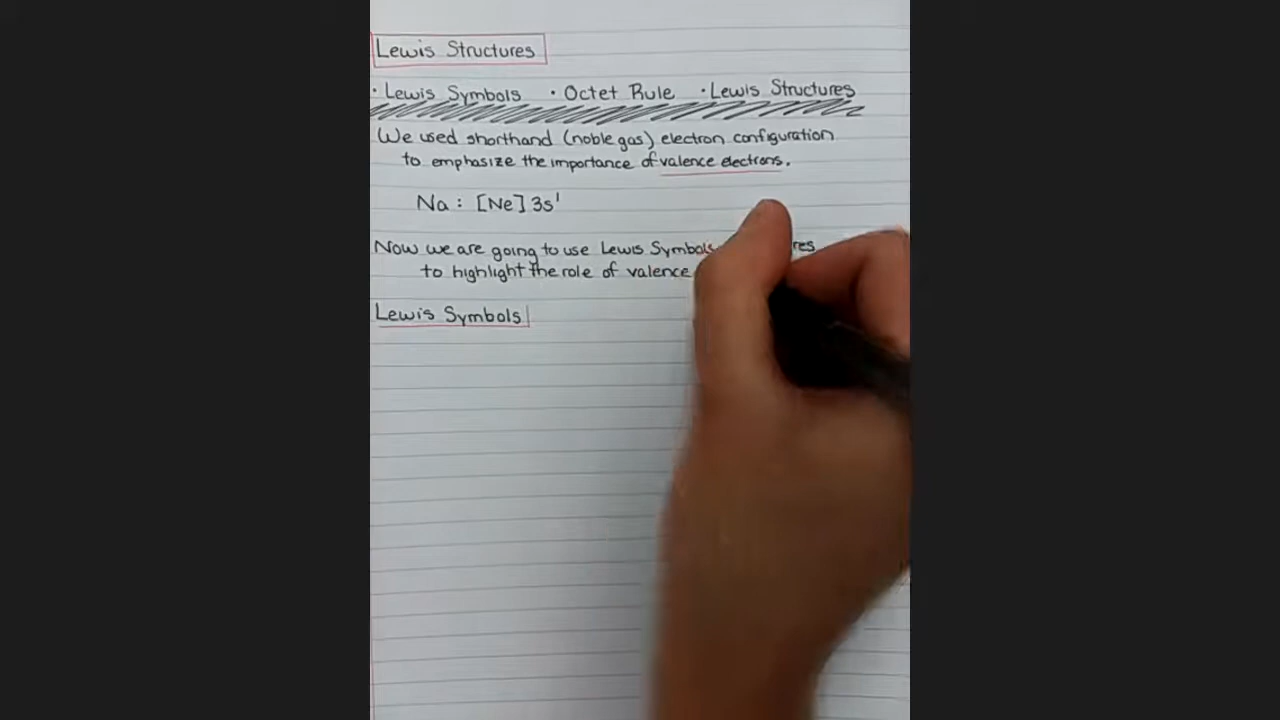 Lewis Structures
· Lewis Symbols · Octet Rule · Lewis Structures
We used shorthand (noble gas) electron configuration
to emphasize the importance of valence electrons.
Na : [Ne] 3s¹
Now we are going to use Lewis Symbols
to highlight the role of valence
Lewis Symbols